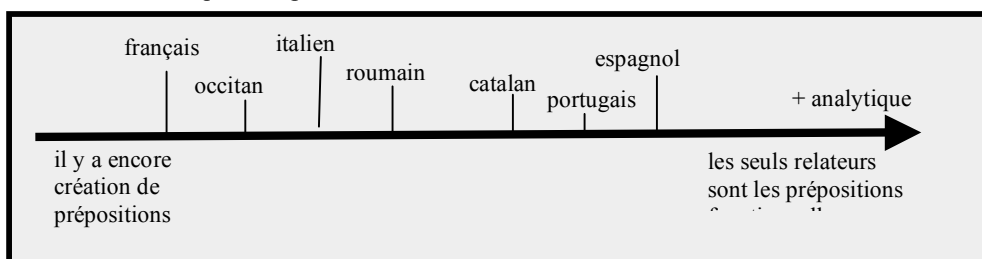 français
occitan
italien
roumain
catalan
portugais
espagnol
+ analytique
il y a encore
création de
prépositions
les seuls relateurs
sont les prépositions